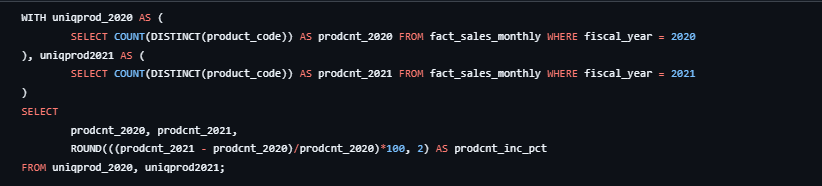 WITH uniqprod_2020 AS (
SELECT COUNT(DISTINCT(product_code)) AS prodcnt_2020 FROM fact_sales_monthly WHERE fiscal_year = 2020
), uniqprod2021 AS (
SELECT COUNT(DISTINCT(product_code)) AS prodcnt_2021 FROM fact_sales_monthly WHERE fiscal_year = 2021
)
SELECT
prodcnt_2020, prodcnt_2021,
ROUND(((prodcnt_2021 - prodcnt_2020)/prodcnt_2020)*100, 2) AS prodcnt_inc_pct
FROM uniqprod_2020, uniqprod2021;